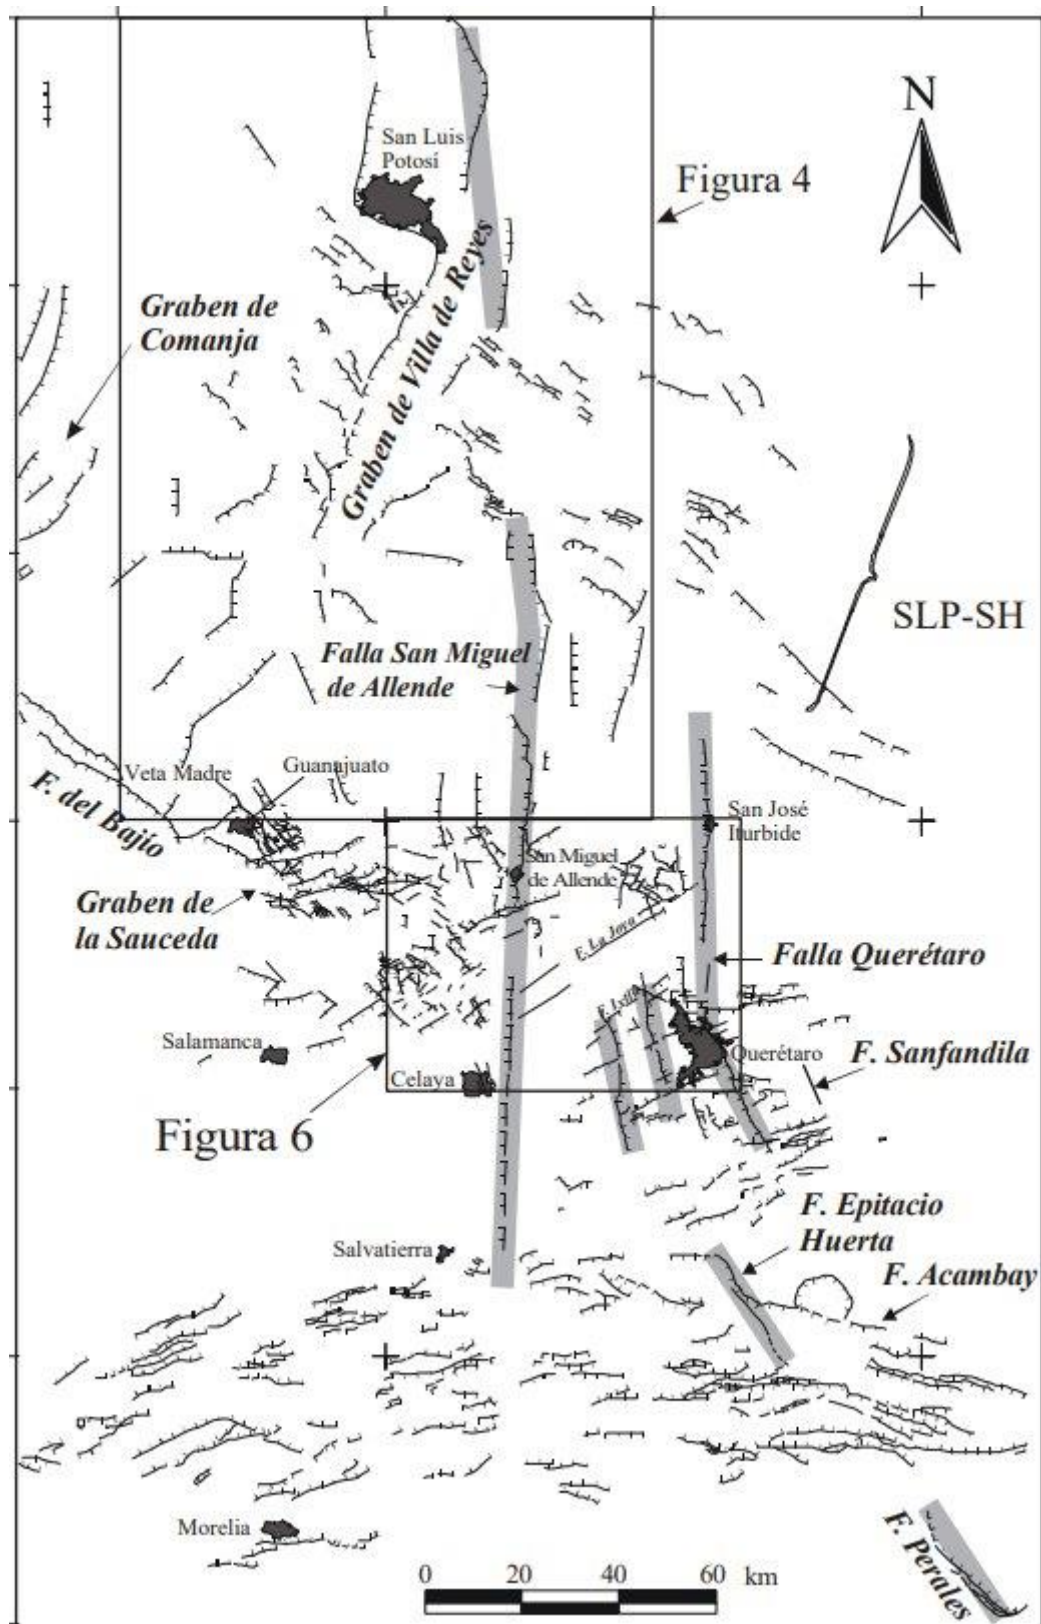 N
San Luis
Potosí
Figura 4
Graben de Villa de Reyes
Graben de
Comanja
SLP-SH
Falla San Miguel
de Allende
Veta Madre
Guanajuato
F. del Bajío
San José
Iturbide
San Miguel
de Allende
Graben de
la Sauceda
F. La Joya
Falla Querétaro
F. Ixtla
Salamanca
Querétaro
F. Sanfandila
Celaya
Figura 6
F. Epitacio
Huerta
Salvatierra
F. Acambay
Morelia
F. Perales
0 20 40 60 km